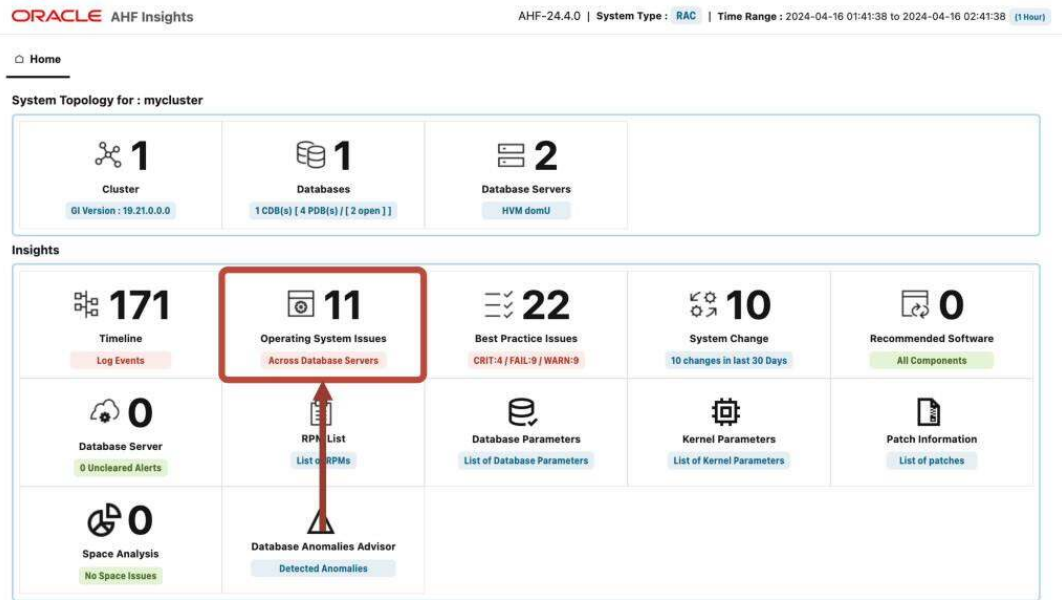 ORACLE AHF Insights
AHF-24.4.0 | System Type : RAC | Time Range : 2024-04-16 01:41:38 to 2024-04-16 02:41:38 (1 Hour)
Home
System Topology for : mycluster
1
Cluster
GI Version : 19.21.0.0.0
1
Databases
1 CDB(s) [ 4 PDB(s) / [ 2 open ] ]
2
Database Servers
HVM domU
Insights
171
Timeline
Log Events
11
Operating System Issues
Across Database Servers
22
Best Practice Issues
CRIT:4 / FAIL:9 / WARN:9
10
System Change
10 changes in last 30 Days
0
Recommended Software
All Components
0
Database Server
0 Uncleared Alerts
RPM List
List of RPMs
Database Parameters
List of Database Parameters
Kernel Parameters
List of Kernel Parameters
Patch Information
List of patches
0
Space Analysis
No Space Issues
Database Anomalies Advisor
Detected Anomalies